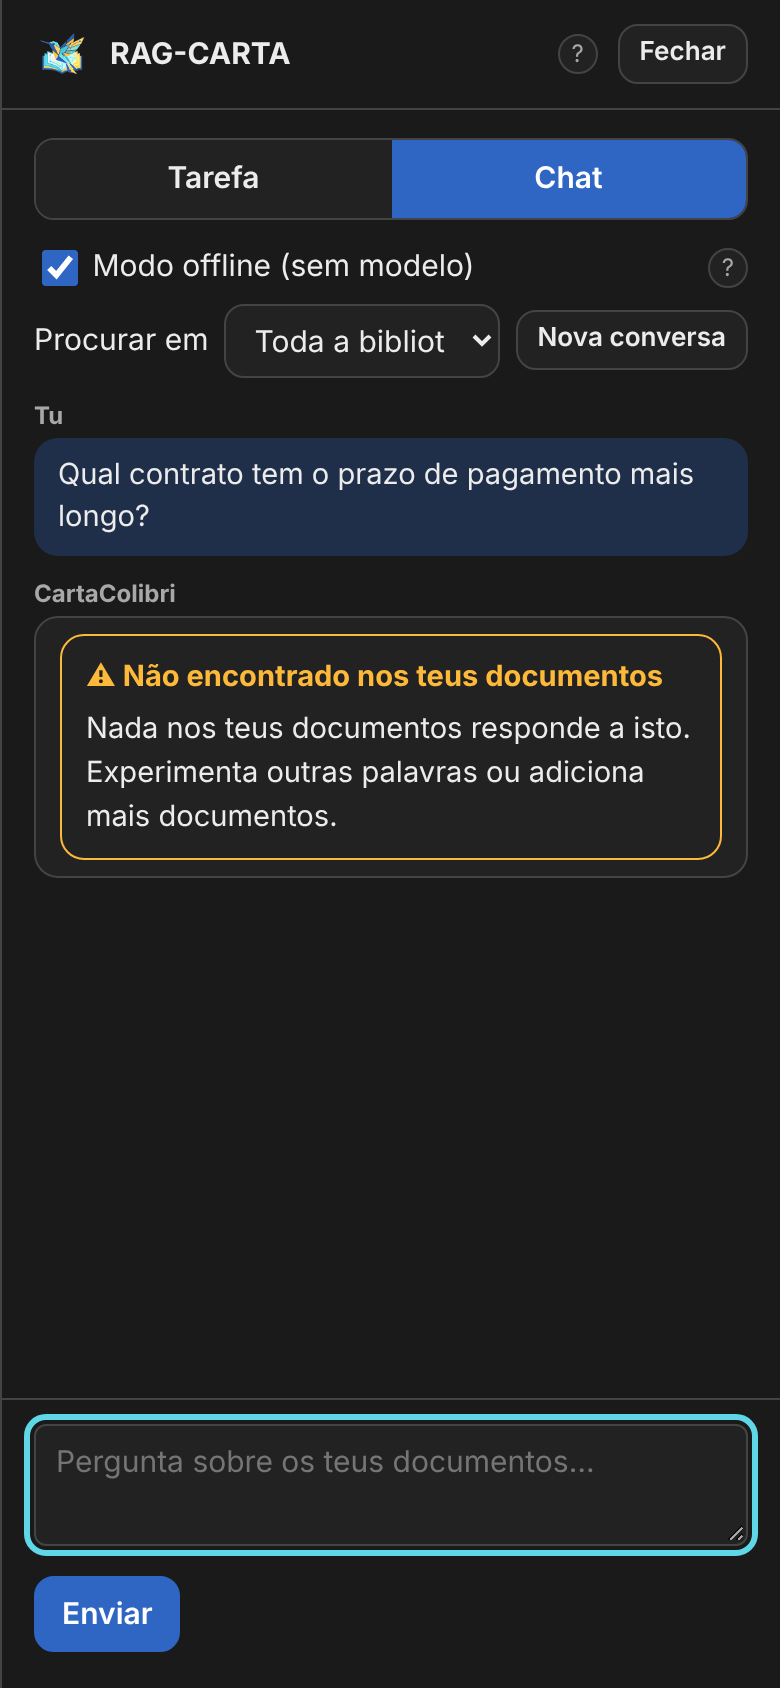 RAG-CARTA
?
Fechar
Tarefa
Chat
Modo offline (sem modelo)
?
Procurar em
Toda a bibliot
Nova conversa
Tu
Qual contrato tem o prazo de pagamento mais
longo?
CartaColibri
⚠ Não encontrado nos teus documentos
Nada nos teus documentos responde a isto.
Experimenta outras palavras ou adiciona
mais documentos.
Pergunta sobre os teus documentos...
Enviar